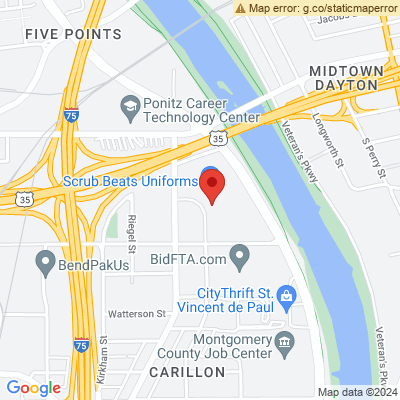 Map error: g.co/staticmaperror
FIVE POINTS
Jacobs
MIDTOWN
DAYTON
75
Ponitz Career
Technology Center
35
Veteran's Pkwy
Longworth St
S Perry St
Scrub Beats Uniforms
35
Riegel St
BidFTA.com
BendPakUs
CityThrift St.
Vincent de Paul
Watterson St
75
Montgomery
County Job Center
Kirkham St
Veteran's Pkwy
CARILLON
Google
Map data ©2024